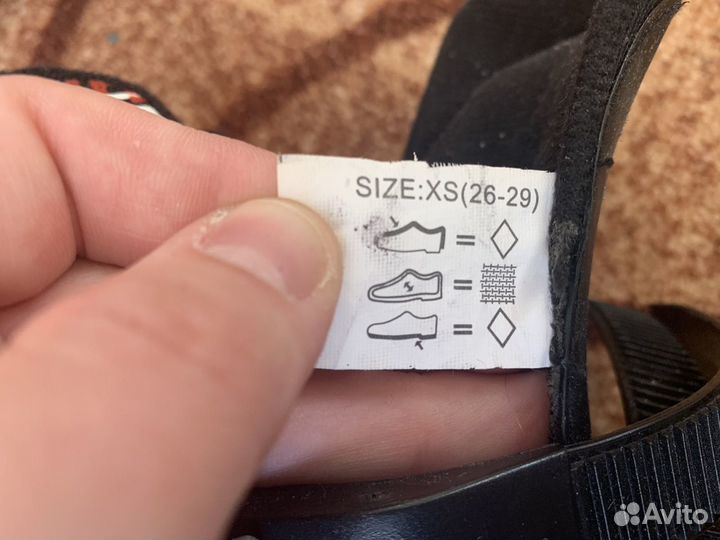 SIZE:XS(26-29)
=
=
=
Avito